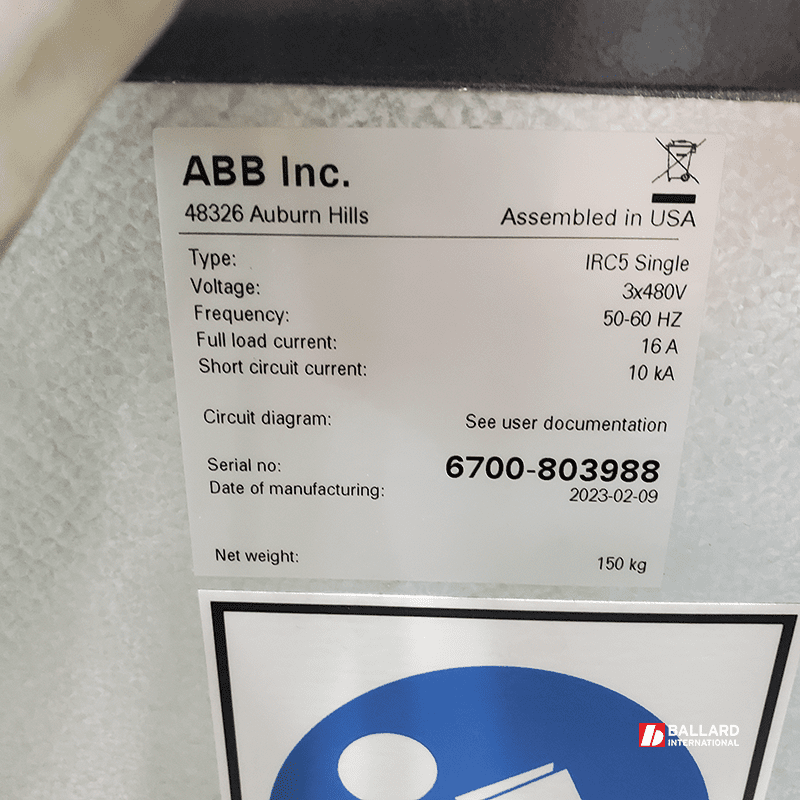 ABB Inc.
48326 Auburn Hills Assembled in USA
Type: IRC5 Single
Voltage: 3x480V
Frequency: 50-60 HZ
Full load current: 16 A
Short circuit current: 10 kA
Circuit diagram: See user documentation
Serial no: 6700-803988
Date of manufacturing: 2023-02-09
Net weight: 150 kg
BALLARD
INTERNATIONAL